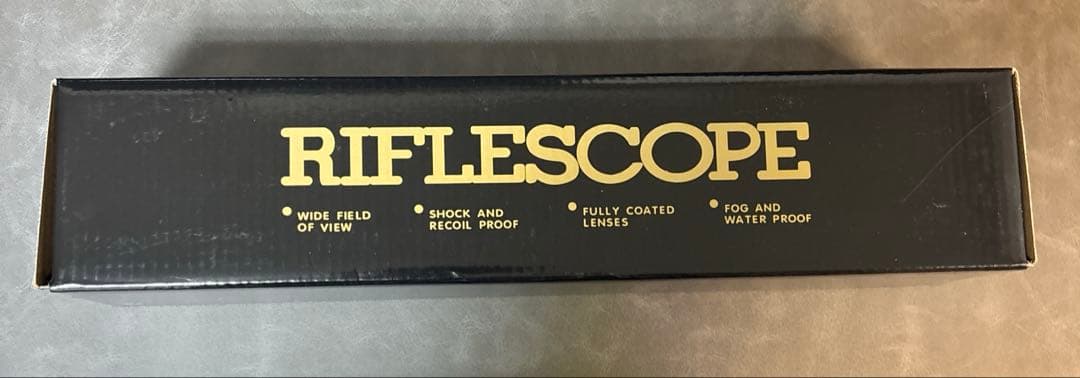 RIFLESCOPE
WIDE FIELD
OF VIEW
SHOCK AND
RECOIL PROOF
FULLY COATED
LENSES
FOG AND
WATER PROOF